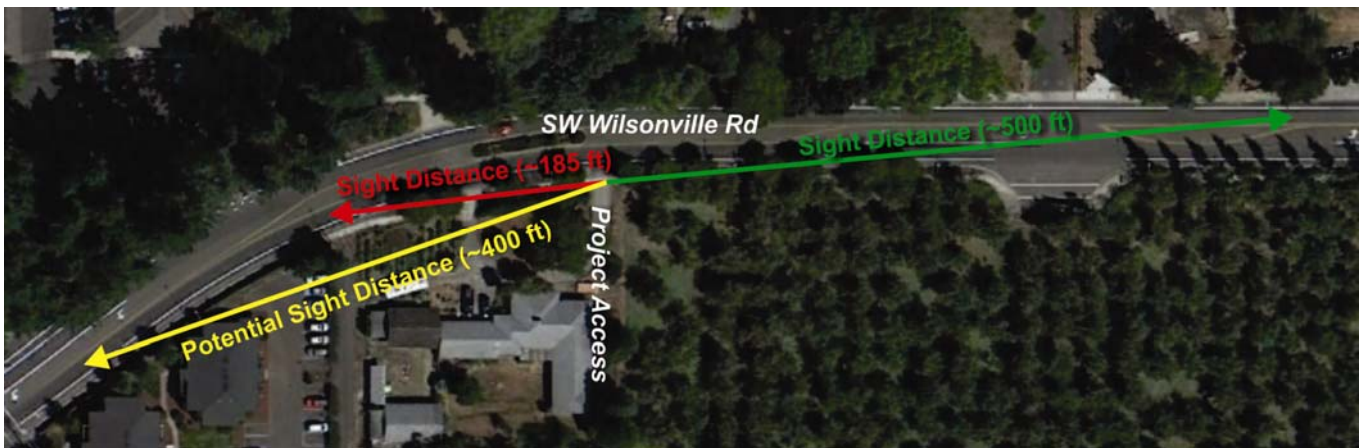 SW Wilsonville Rd
Sight Distance (~500 ft)
Sight Distance (~185 ft)
Potential Sight Distance (~400 ft)
Project Access